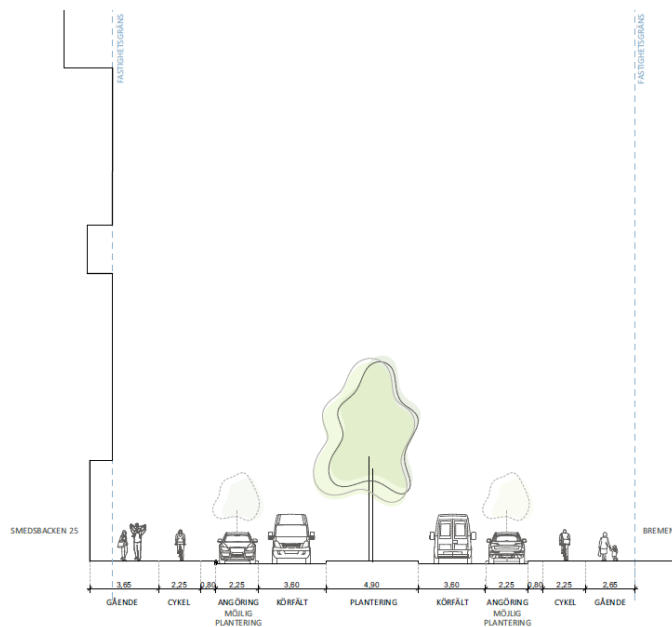 FASTIGHETSGRÄNS
FASTIGHETSGRÄNS
SMEDSBACKEN 25
BREMEN
3,65 2,25 0,80 2,25 3,60 4,90 3,60 2,25 0,80 2,25 2,65
GÅENDE CYKEL ANGÖRING KÖRFÄLT PLANTERING KÖRFÄLT ANGÖRING CYKEL GÅENDE
MÖJLIG MÖJLIG
PLANTERING PLANTERING